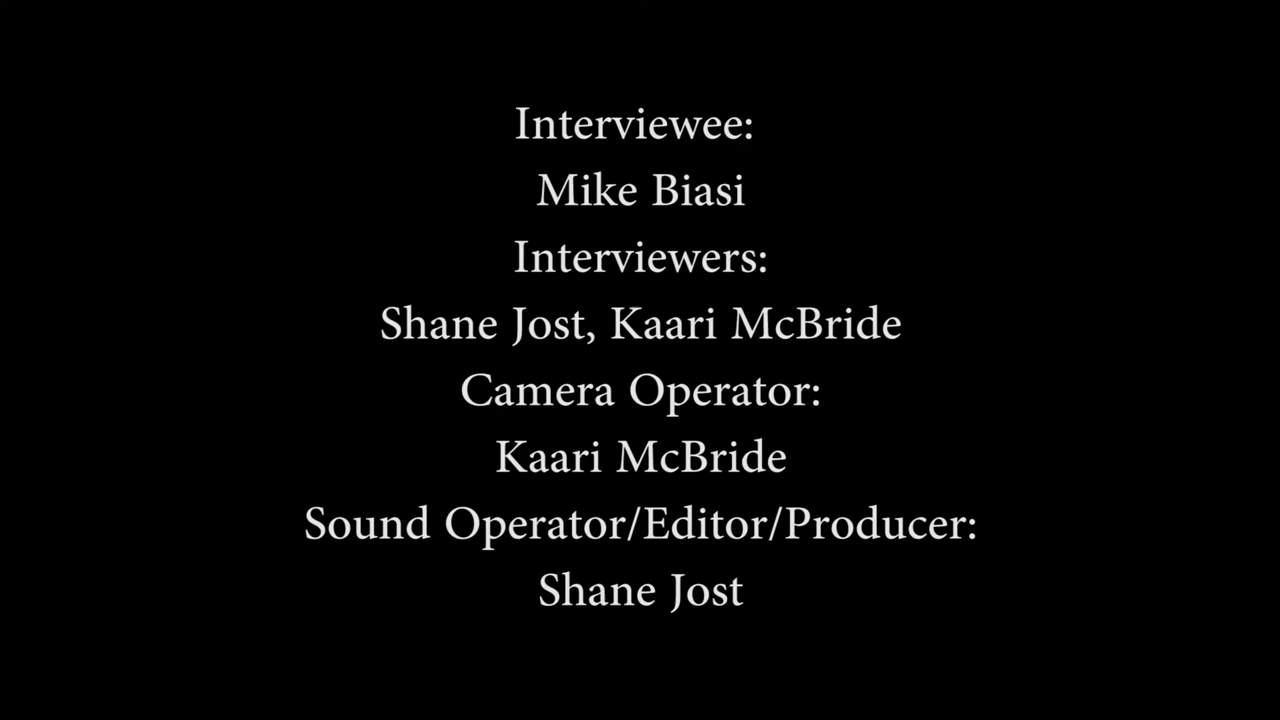 Interviewee:
Mike Biasi
Interviewers:
Shane Jost, Kaari McBride
Camera Operator:
Kaari McBride
Sound Operator/Editor/Producer:
Shane Jost